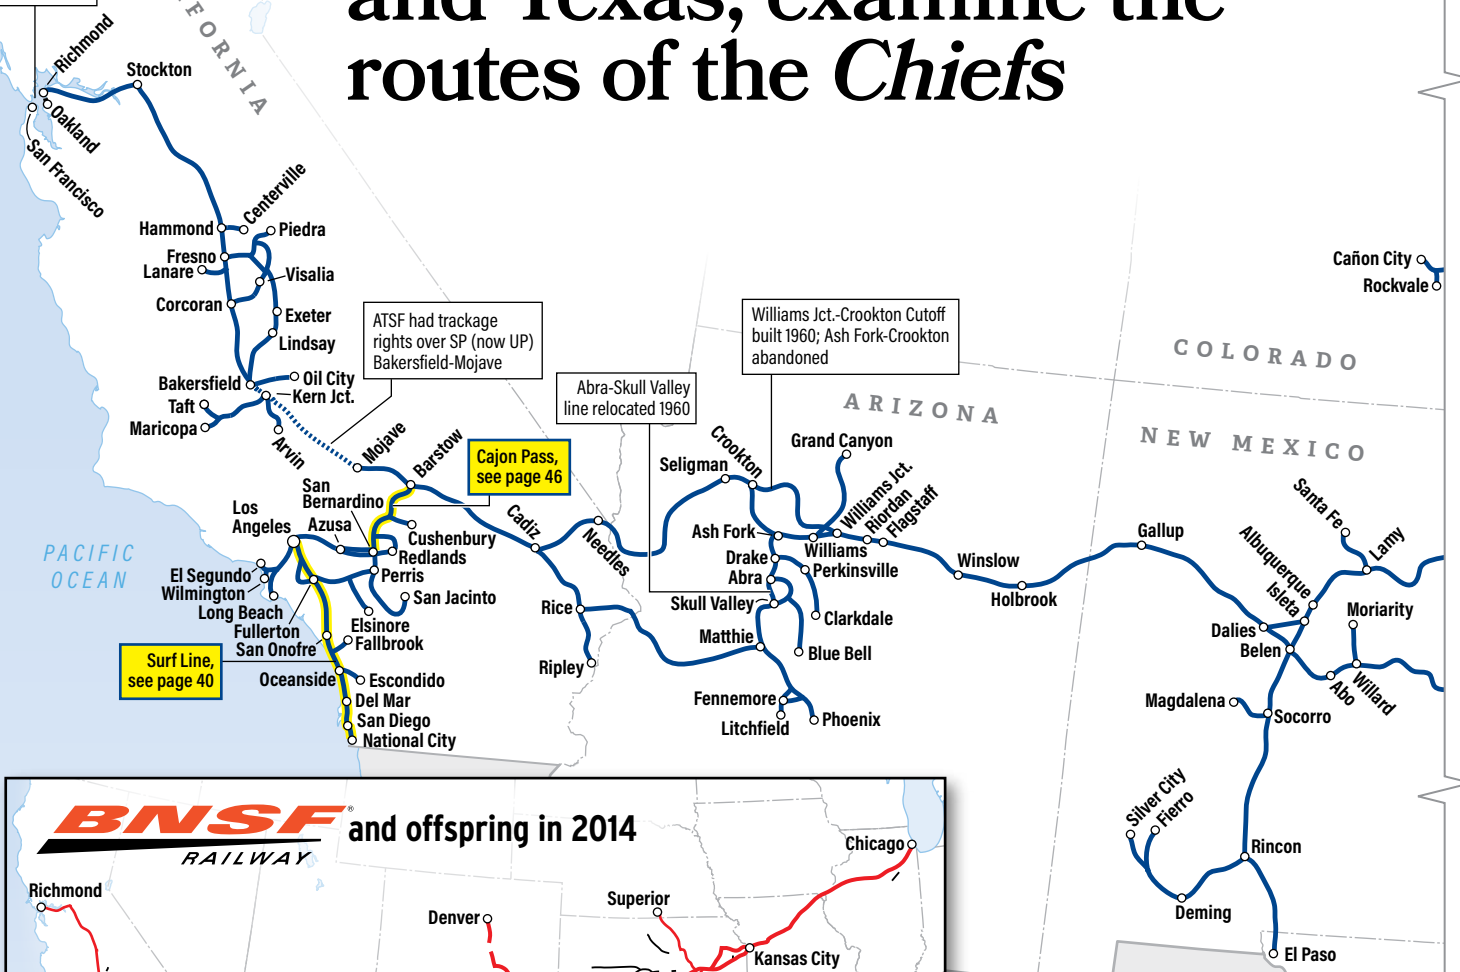 and Texas, examine the
routes of the Chiefs
CALIFORNIA
Richmond
Stockton
Oakland
San Francisco
Centerville
Hammond
Piedra
Fresno
Lanare
Visalia
Corcoran
Exeter
Lindsay
ATSF had trackage
rights over SP (now UP)
Bakersfield-Mojave
Bakersfield
Oil City
Kern Jct.
Taft
Maricopa
Arvin
Mojave
Barstow
Cajon Pass,
see page 46
San
Bernardino
Los
Angeles
Azusa
Cushenbury
Redlands
Perris
San Jacinto
PACIFIC
OCEAN
El Segundo
Wilmington
Long Beach
Fullerton
San Onofre
Elsinore
Fallbrook
Surf Line,
see page 40
Oceanside
Escondido
Del Mar
San Diego
National City
Abra-Skull Valley
line relocated 1960
Williams Jct.-Crookton Cutoff
built 1960; Ash Fork-Crookton
abandoned
ARIZONA
COLORADO
NEW MEXICO
Cañon City
Rockvale
Cadiz
Needles
Rice
Ripley
Seligman
Crookton
Grand Canyon
Williams Jct.
Riordan
Flagstaff
Ash Fork
Williams
Drake
Perkinsville
Abra
Skull Valley
Clarkdale
Matthie
Blue Bell
Fennemore
Litchfield
Phoenix
Winslow
Holbrook
Gallup
Santa Fe
Lamy
Albuquerque
Isleta
Moriarity
Dalies
Belen
Abo
Willard
Magdalena
Socorro
Silver City
Fierro
Rincon
Deming
El Paso
BNSF®
RAILWAY
and offspring in 2014
Chicago
Richmond
Superior
Denver
Kansas City